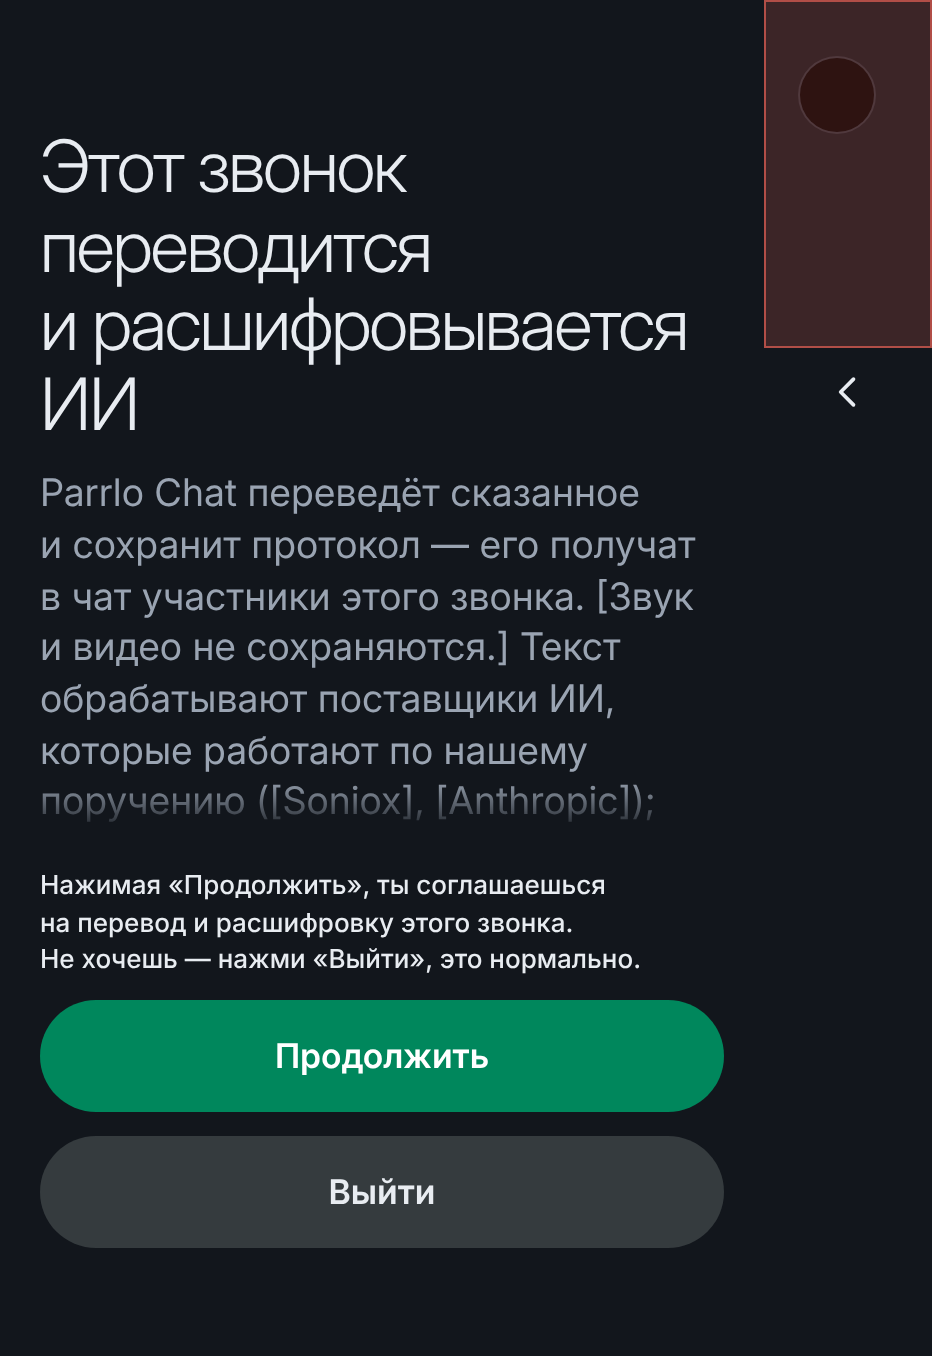 Этот звонок
переводится
и расшифровывается
ИИ
Parrlo Chat переведёт сказанное
и сохранит протокол — его получат
в чат участники этого звонка. [Звук
и видео не сохраняются.] Текст
обрабатывают поставщики ИИ,
которые работают по нашему
поручению ([Soniox], [Anthropic]);
Нажимая «Продолжить», ты соглашаешься
на перевод и расшифровку этого звонка.
Не хочешь — нажми «Выйти», это нормально.
Продолжить
Выйти